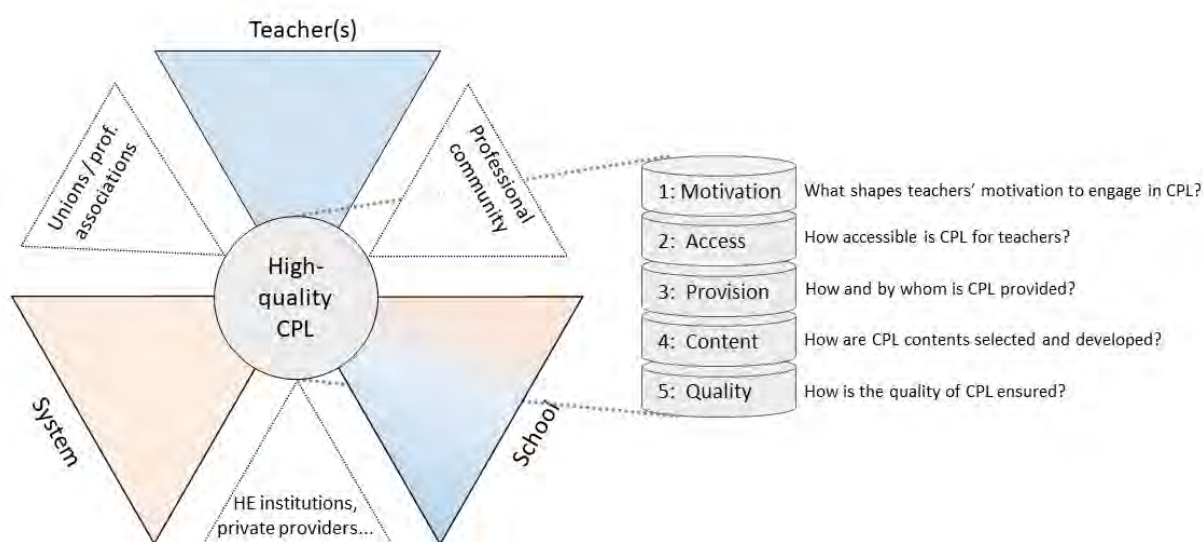 Teacher(s)
Unions / prof.
associations
Professional
community
High-
quality
CPL
System
School
HE institutions,
private providers...
1: Motivation
What shapes teachers' motivation to engage in CPL?
2: Access
How accessible is CPL for teachers?
3: Provision
How and by whom is CPL provided?
4: Content
How are CPL contents selected and developed?
5: Quality
How is the quality of CPL ensured?